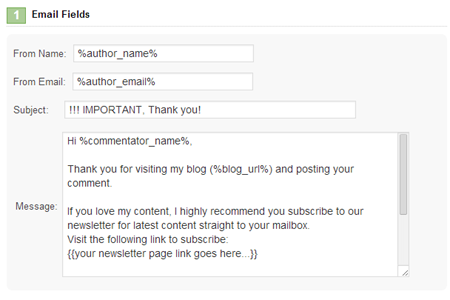 1 Email Fields
From Name: %author_name%
From Email: %author_email%
Subject: !!! IMPORTANT, Thank you!
Message:
Hi %commentator_name%,
Thank you for visiting my blog (%blog_url%) and posting your
comment.
If you love my content, I highly recommend you subscribe to our
newsletter for latest content straight to your mailbox.
Visit the following link to subscribe:
{{your newsletter page link goes here...}}